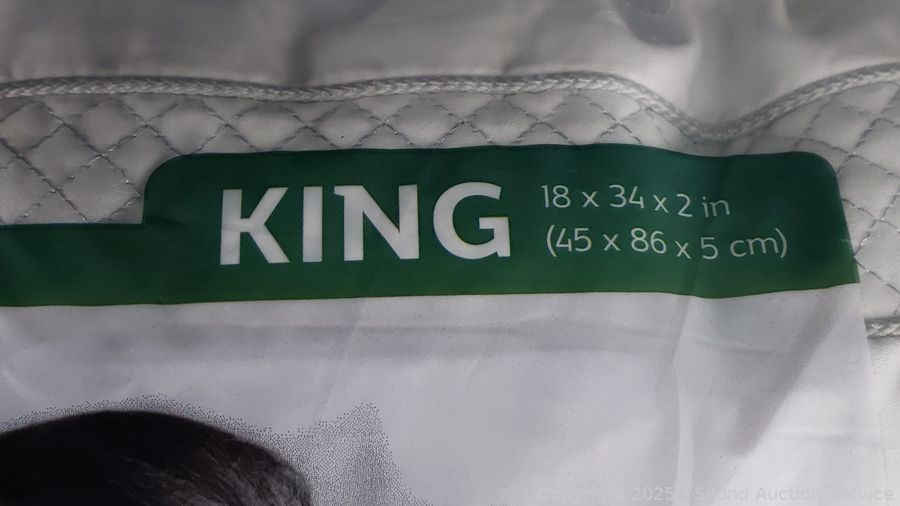 KING
18 x 34 x 2 in
(45 x 86 x 5 cm)
Copyright 2025 - Sound Auction Service